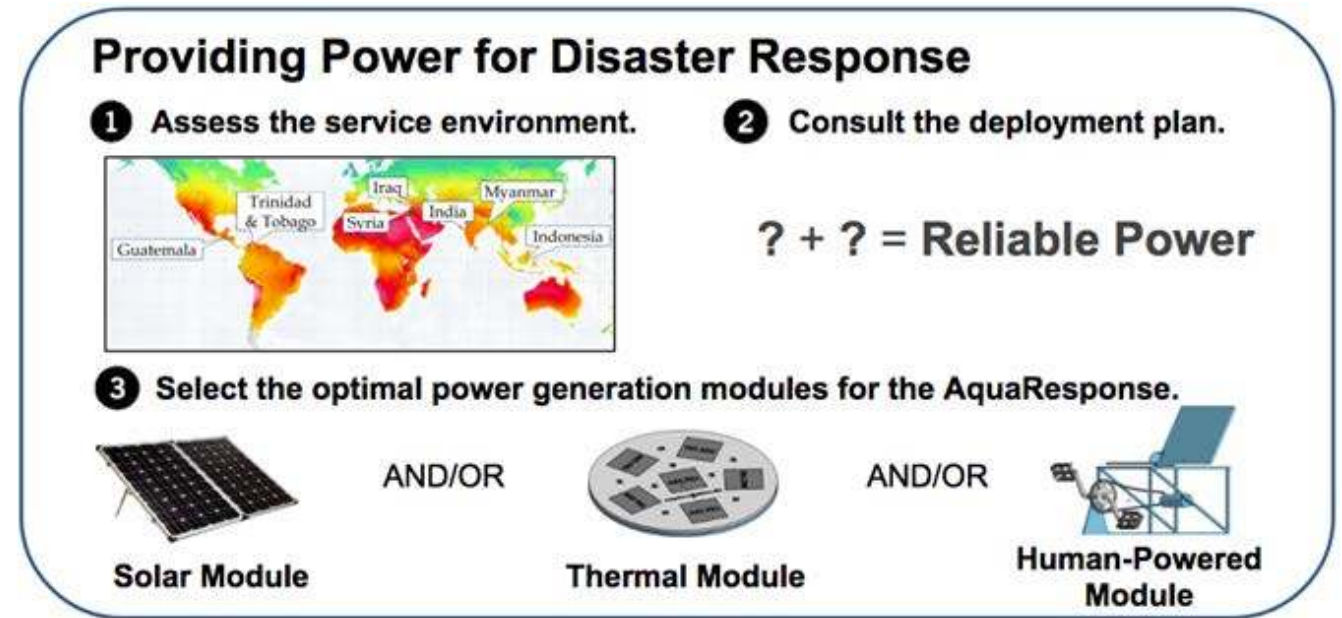 Providing Power for Disaster Response
1 Assess the service environment.
2 Consult the deployment plan.
Trinidad
& Tobago
Iraq
Myanmar
Syria
India
Guatemala
Indonesia
? + ? = Reliable Power
3 Select the optimal power generation modules for the AquaResponse.
AND/OR
AND/OR
Solar Module
Thermal Module
Human-Powered
Module